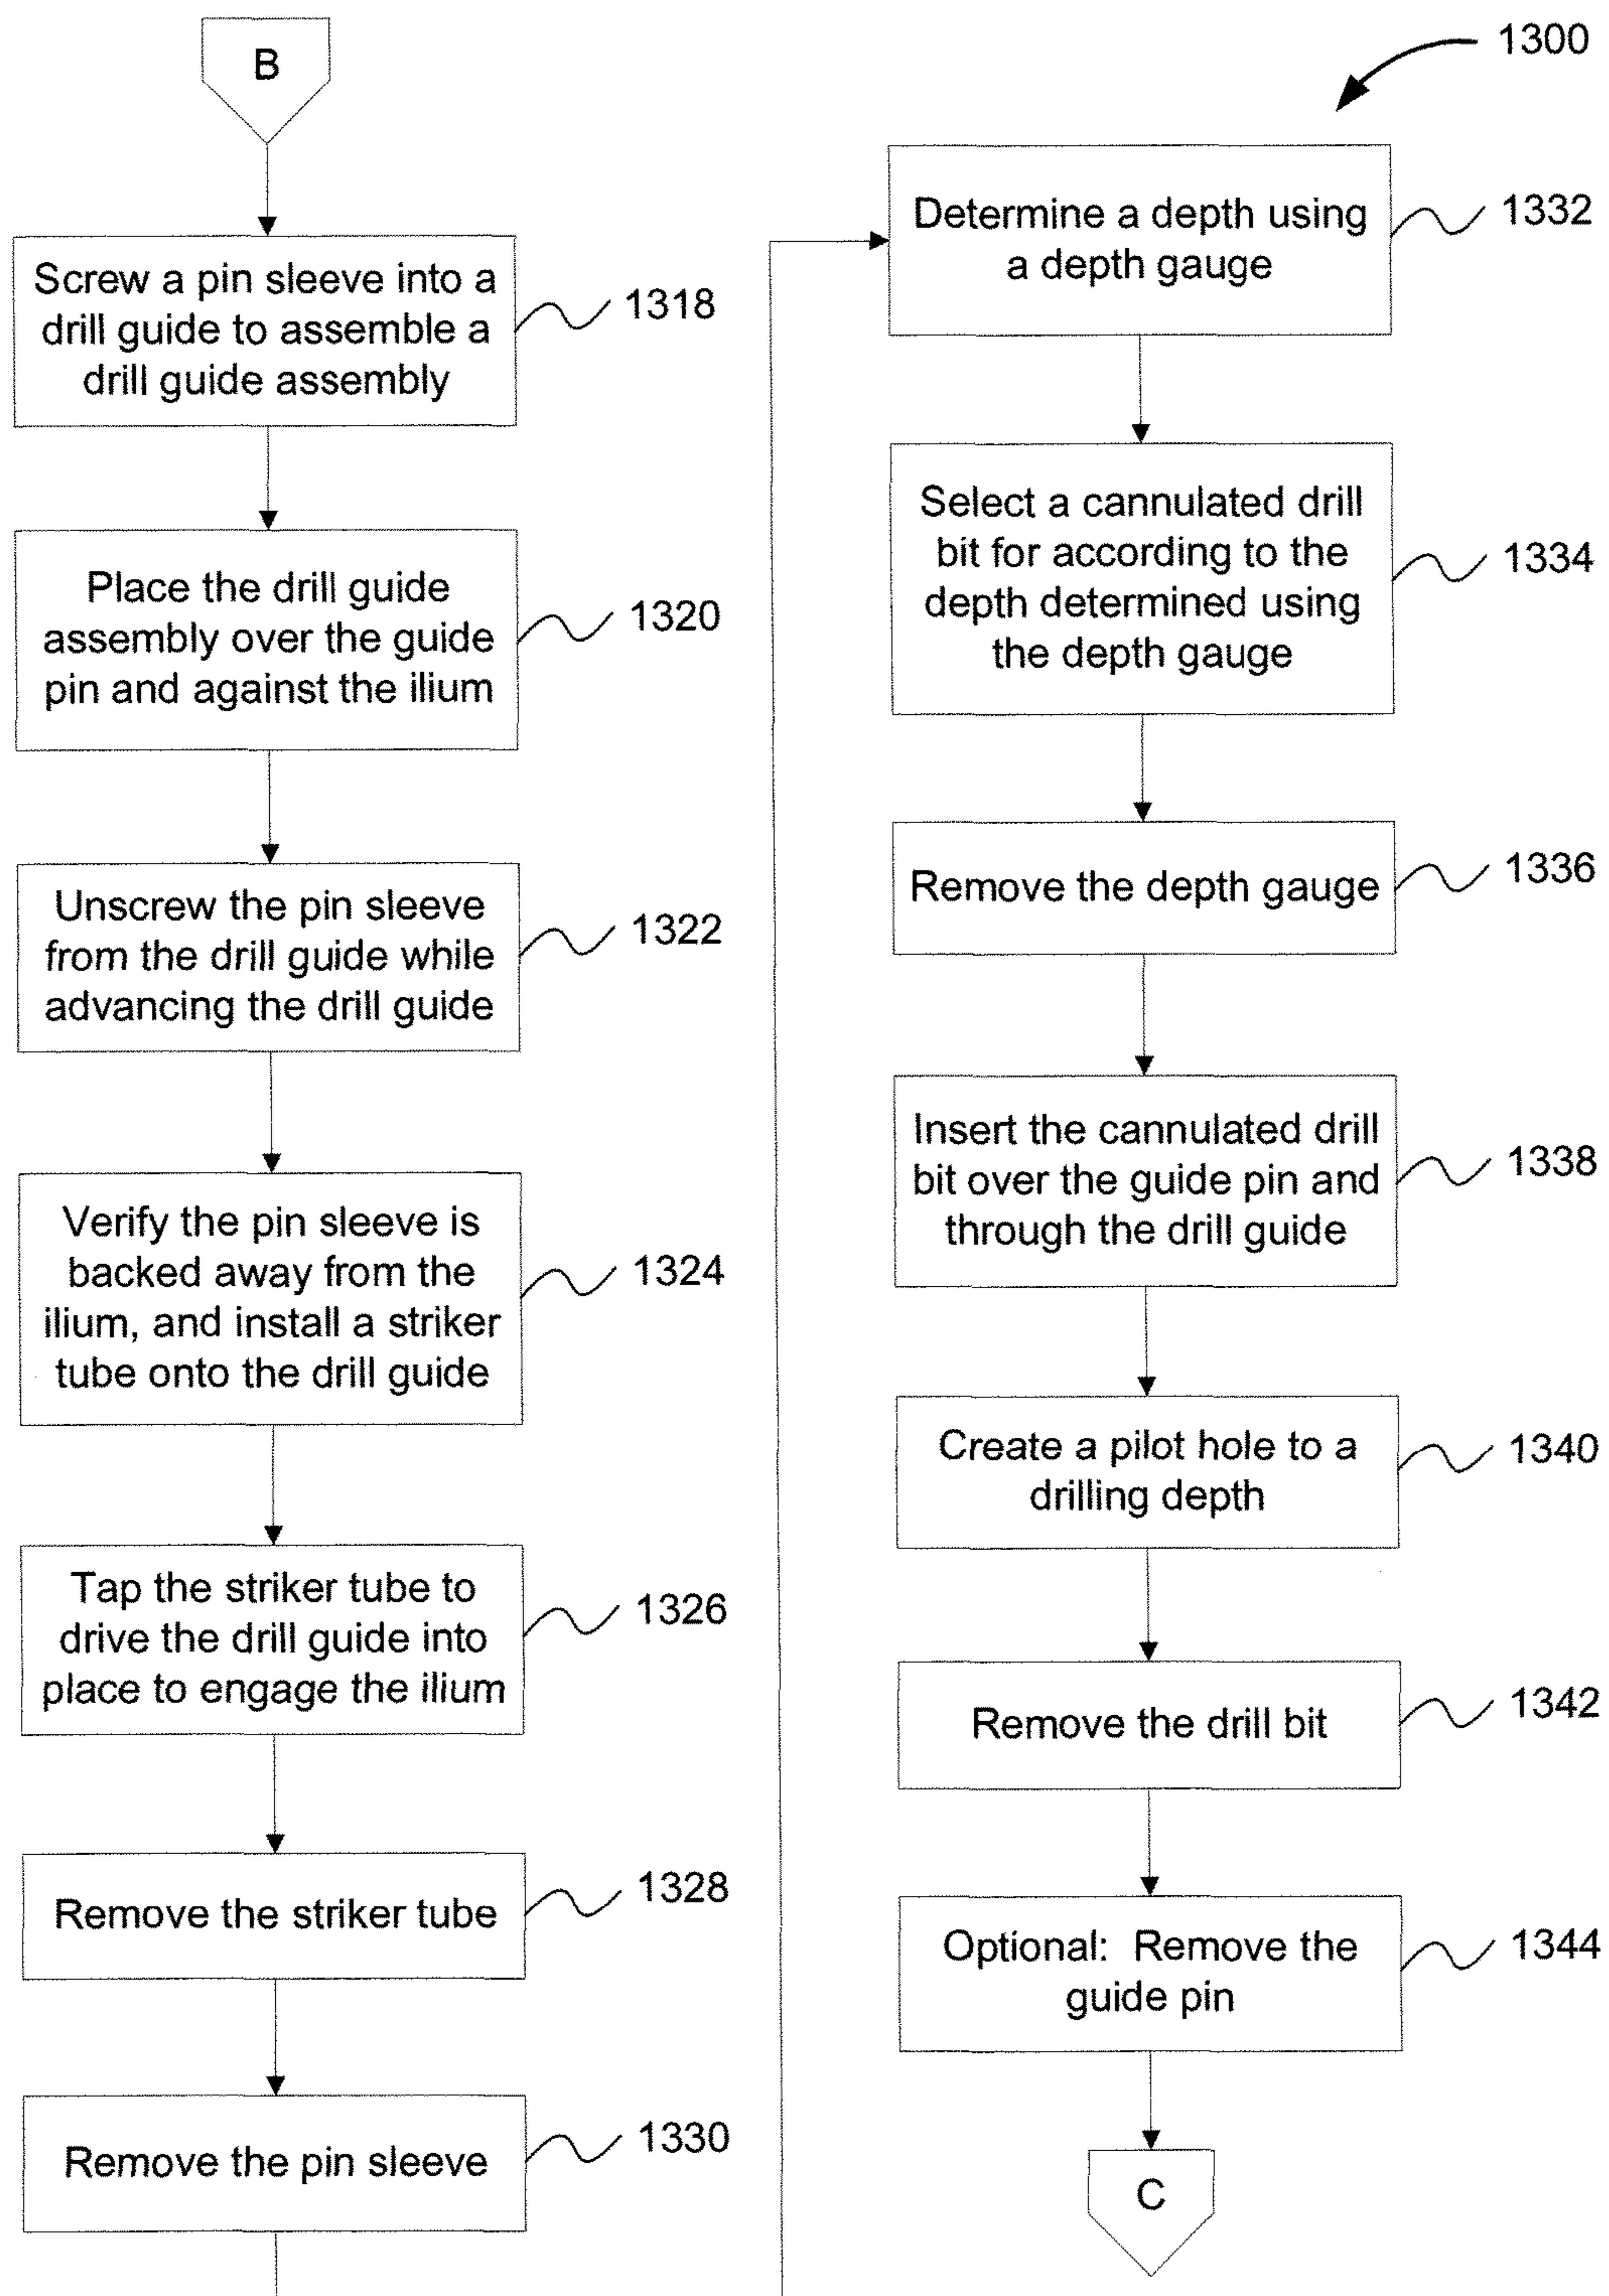 B
Screw a pin sleeve into a
drill guide to assemble a
drill guide assembly
1318
Place the drill guide
assembly over the guide
pin and against the ilium
1320
Unscrew the pin sleeve
from the drill guide while
advancing the drill guide
1322
Verify the pin sleeve is
backed away from the
ilium, and install a striker
tube onto the drill guide
1324
Tap the striker tube to
drive the drill guide into
place to engage the ilium
1326
Remove the striker tube
1328
Remove the pin sleeve
1330
1300
Determine a depth using
a depth gauge
1332
Select a cannulated drill
bit for according to the
depth determined using
the depth gauge
1334
Remove the depth gauge
1336
Insert the cannulated drill
bit over the guide pin and
through the drill guide
1338
Create a pilot hole to a
drilling depth
1340
Remove the drill bit
1342
Optional: Remove the
guide pin
1344
C